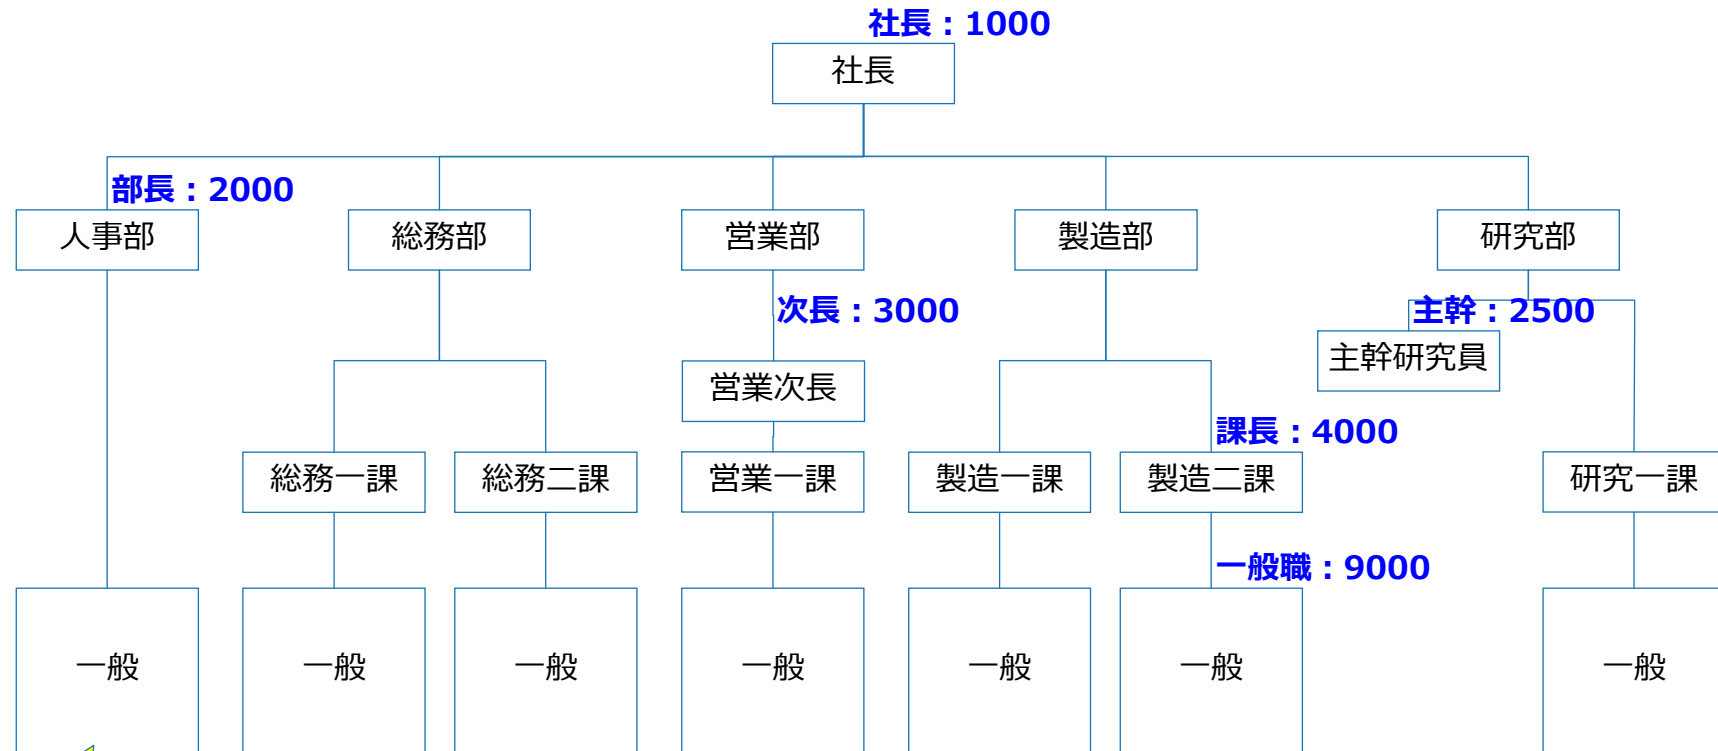 社長：1000
社長
部長：2000
人事部
総務部
営業部
製造部
研究部
次長：3000
主幹：2500
主幹研究員
営業次長
課長：4000
総務一課
総務二課
営業一課
製造一課
製造二課
研究一課
一般職：9000
一般
一般
一般
一般
一般
一般
一般